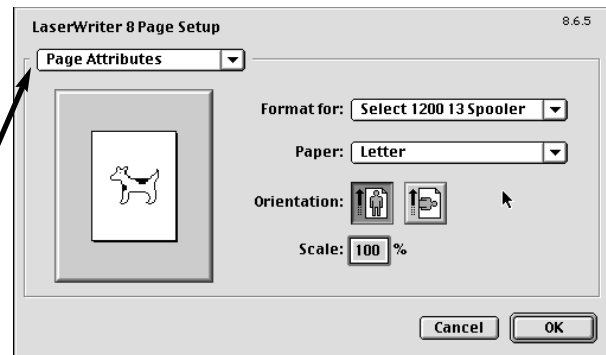 LaserWriter 8 Page Setup
8.6.5
Page Attributes
Format for: Select 1200 13 Spooler
Paper: Letter
Orientation:
Scale: 100 %
Cancel OK